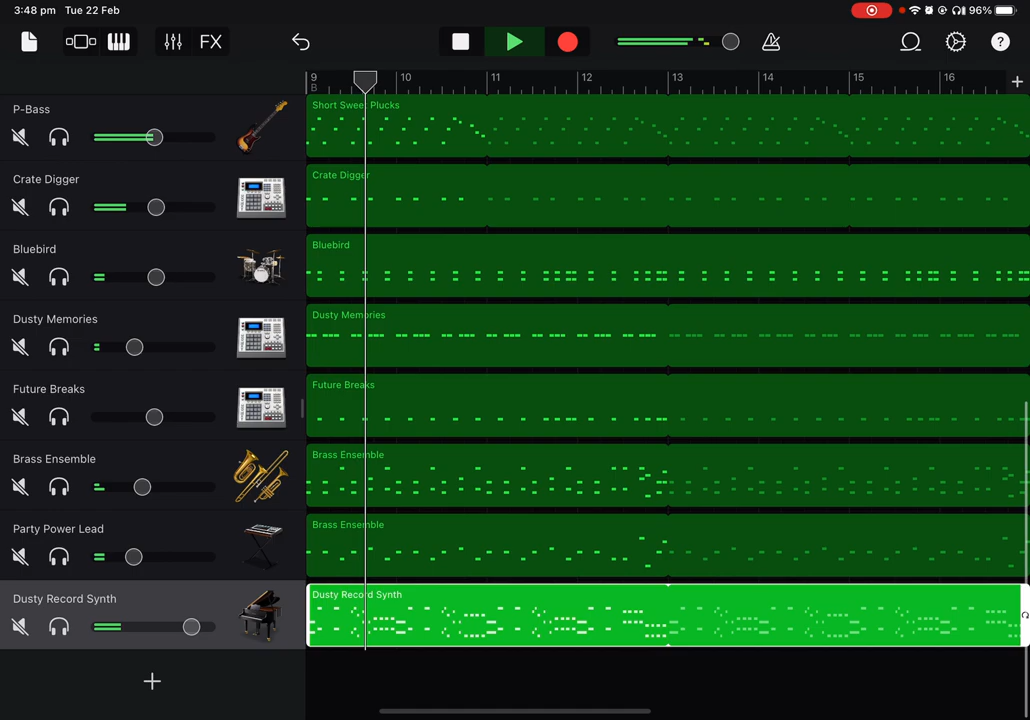 3:48 pm Tue 22 Feb
96%
FX
?
9 10 11 12 13 14 15 16
B
+
P-Bass
Short Sweet Plucks
Crate Digger
Crate Digger
Bluebird
Bluebird
Dusty Memories
Dusty Memories
Future Breaks
Future Breaks
Brass Ensemble
Brass Ensemble
Party Power Lead
Brass Ensemble
Dusty Record Synth
Dusty Record Synth
+